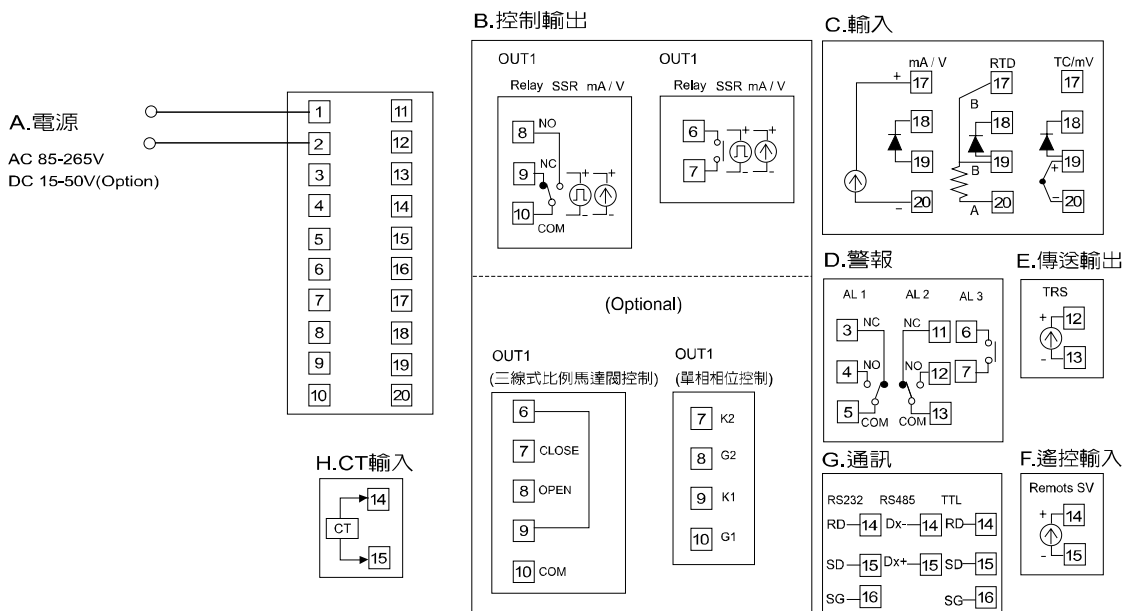 A.電源
AC 85-265V
DC 15-50V(Option)
1 11
2 12
3 13
4 14
5 15
6 16
7 17
8 18
9 19
10 20
H.CT輸入
CT
14
15
B.控制輸出
OUT1
Relay SSR mA / V
8 NO
9 NC
10
COM
+ +
- -
OUT1
Relay SSR mA / V
6
7
+ +
- -
(Optional)
OUT1
(三線式比例馬達閥控制)
6
7 CLOSE
8 OPEN
9
10 COM
OUT1
(單相相位控制)
7 K2
8 G2
9 K1
10 G1
C.輸入
mA / V RTD TC/mV
+ 17 17 17
B
18 18 18
19 19 19
B +
- 20 A 20 - 20
D.警報
AL 1 AL 2 AL 3
3 NC NC 11 6
4 NO NO 12 7
5 COM COM 13
E.傳送輸出
TRS
+ 12
- 13
G.通訊
RS232 RS485 TTL
RD 14 Dx- 14 RD 14
SD 15 Dx+ 15 SD 15
SG 16 SG 16
F.遙控輸入
Remots SV
+ 14
- 15